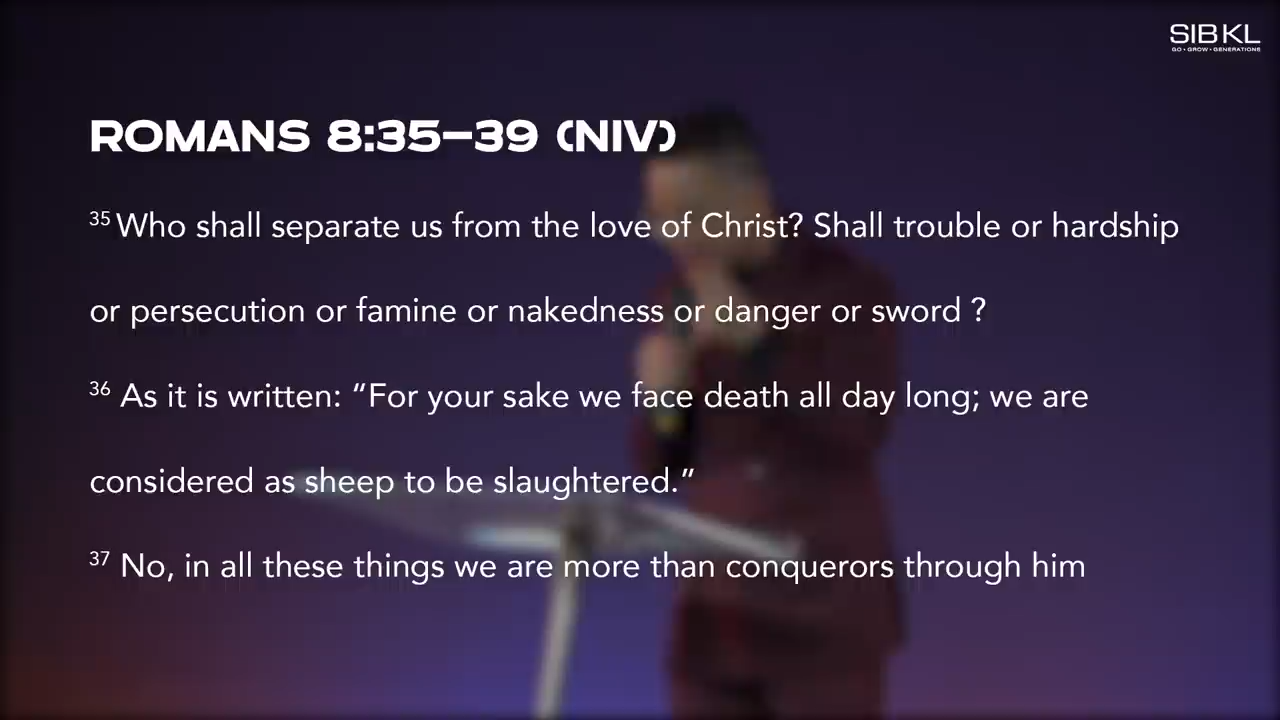 SIBKL
GO • GROW • GENERATIONS
ROMANS 8:35–39 (NIV)
35 Who shall separate us from the love of Christ? Shall trouble or hardship
or persecution or famine or nakedness or danger or sword ?
36 As it is written: “For your sake we face death all day long; we are
considered as sheep to be slaughtered.”
37 No, in all these things we are more than conquerors through him